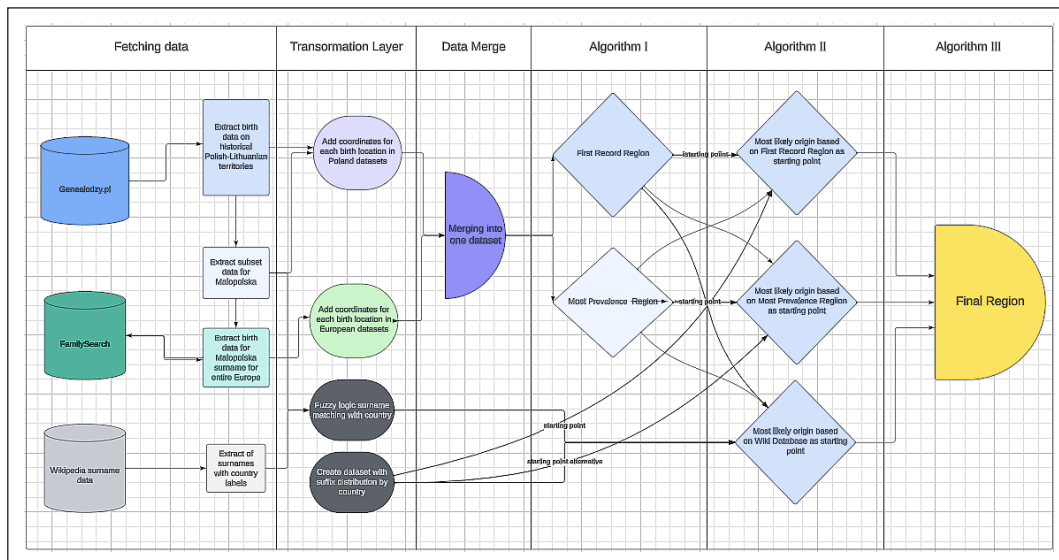 Fetching data
Transormation Layer
Data Merge
Algorithm I
Algorithm II
Algorithm III
Genealodzy.pl
Extract birth
data on
historical
Polish-Lithuanian
territories
Add coordinates for
each birth location in
Poland datasets
First Record Region
starting point
Most likely origin based
on First Record Region as
starting point
Merging into
one dataset
Extract subset
data for
Malopolska
Most Prevalence Region
starting point
Most likely origin based
on Most Prevalence Region
as starting point
Final Region
FamilySearch
Extract birth
data for
Malopolska
surname for
entire Europe
Add coordinates for
each birth location in
European datasets
Fuzzy logic surname
matching with country
starting point
Most likely origin based
on Wiki Database as starting
point
Wikipedia surname
data
Extract of
surnames
with country
labels
Create dataset with
suffix distribution by
country
starting point alternative